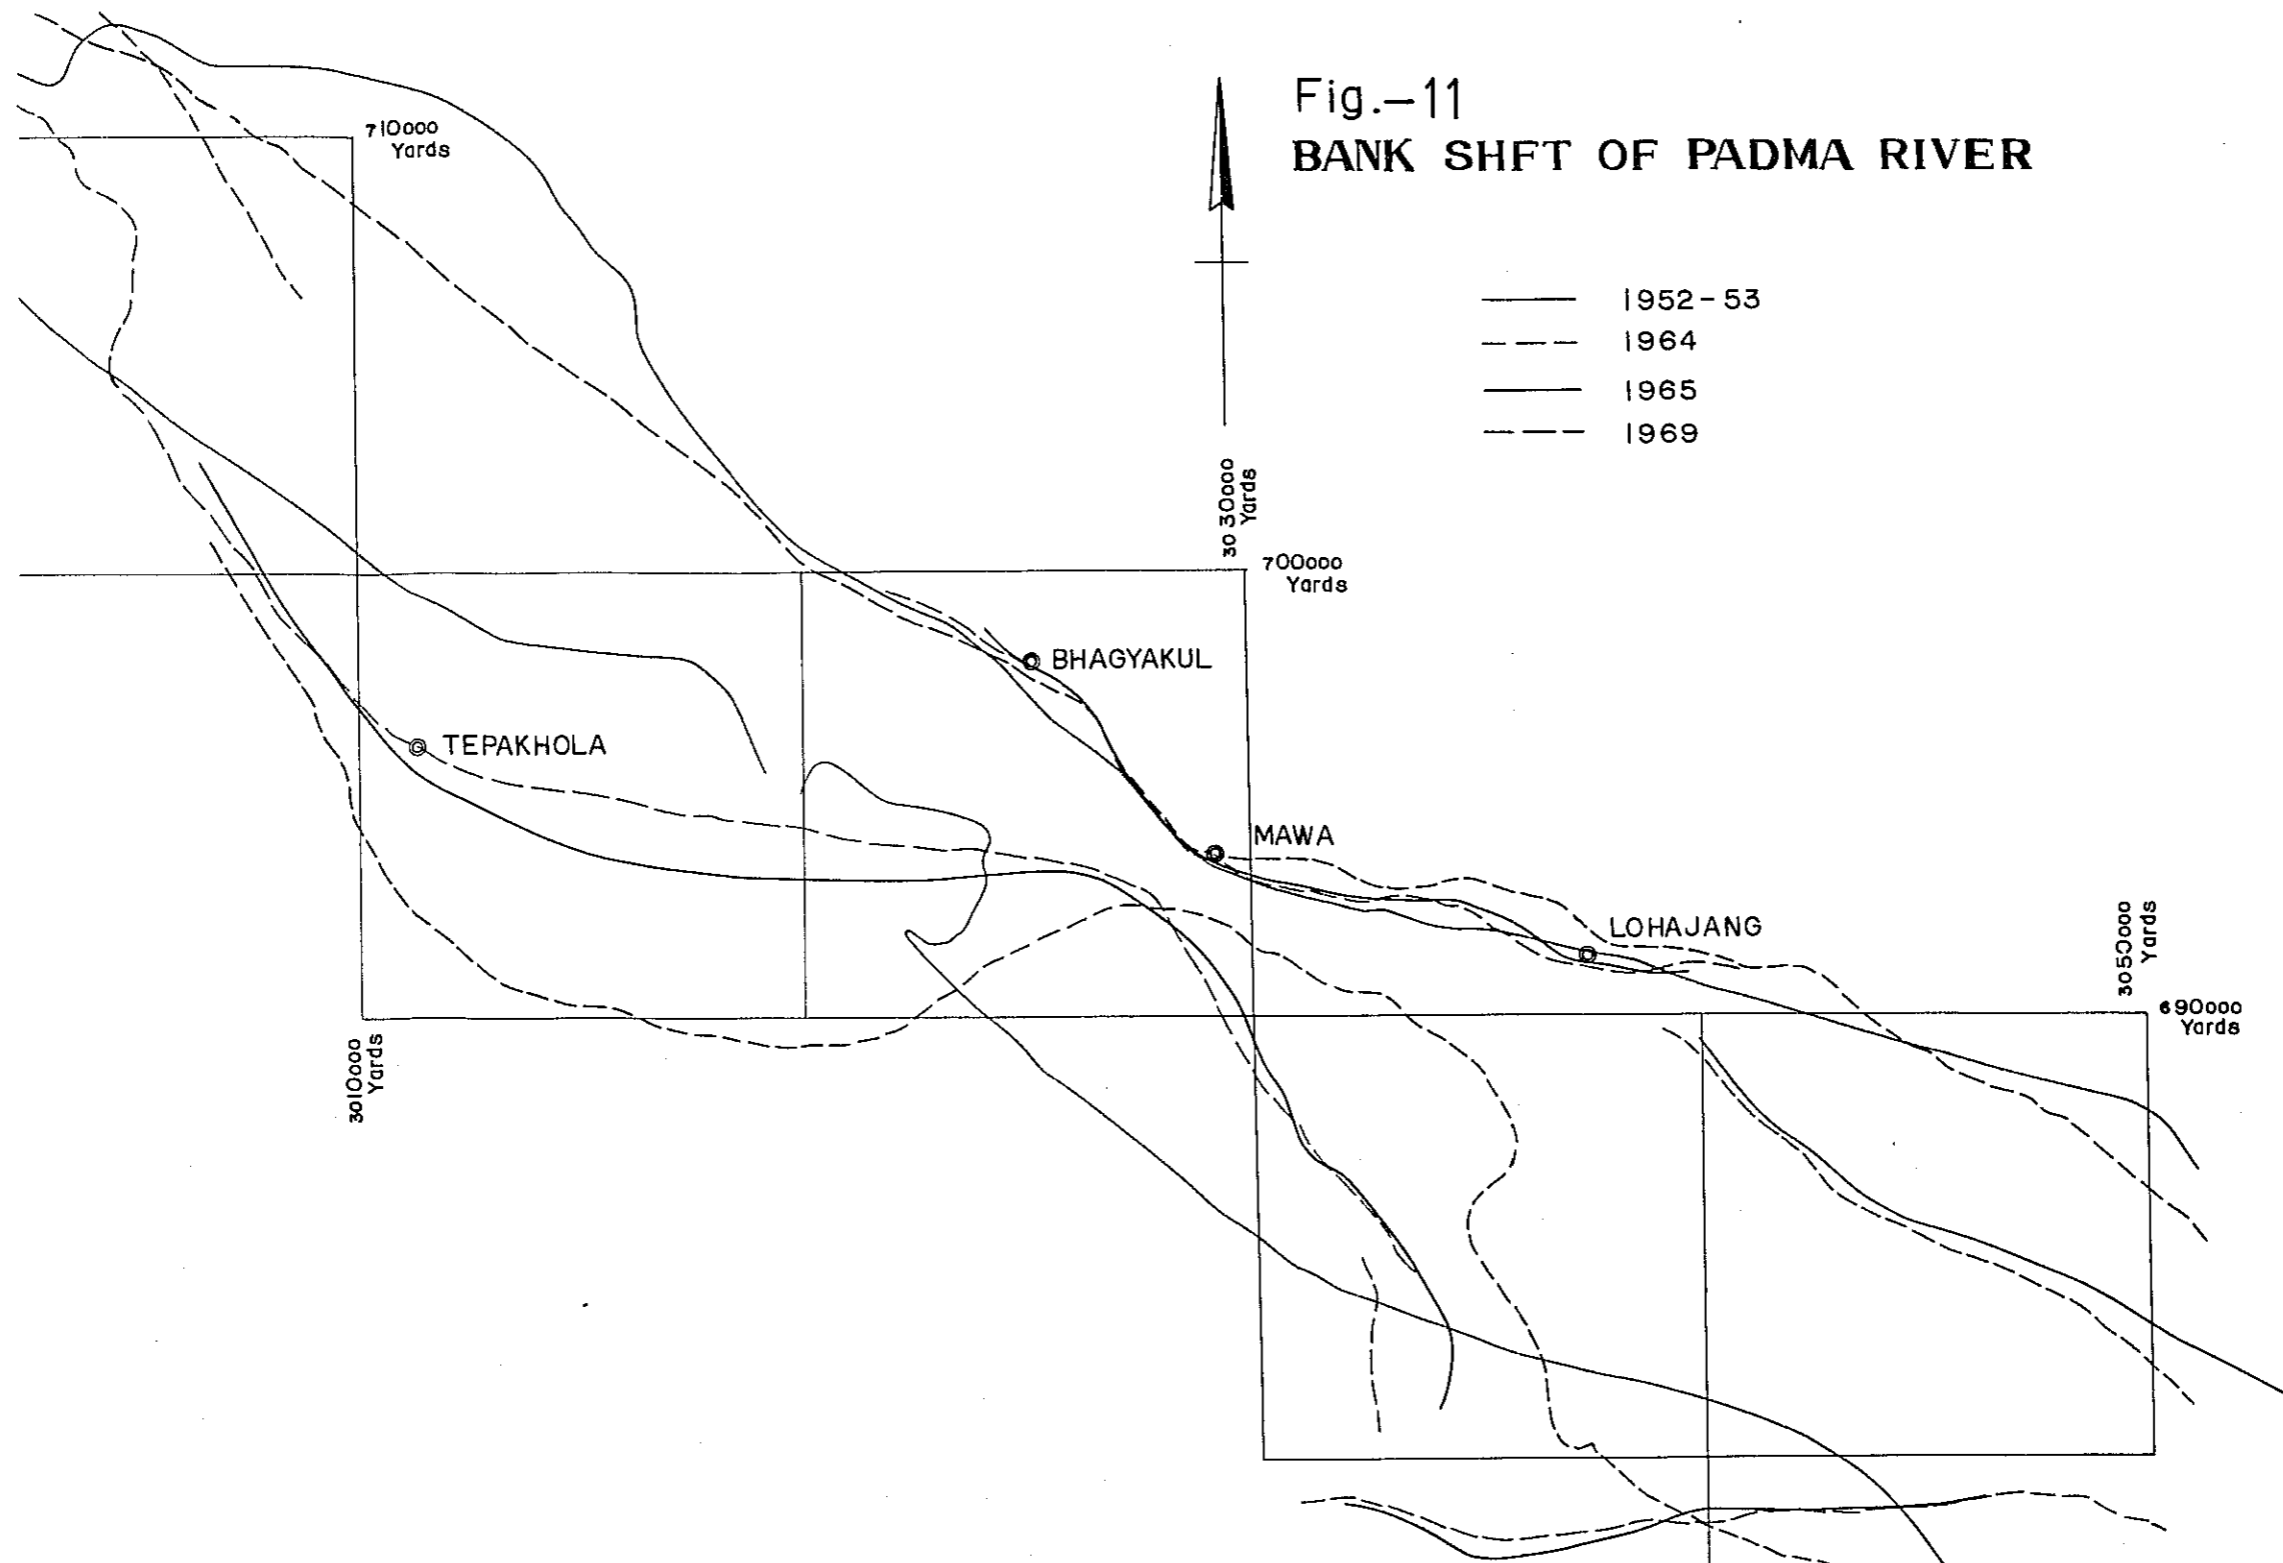 Fig.-11
BANK SHFT OF PADMA RIVER
710000
Yards
1952-53
1964
1965
1969
3030000
Yards
700000
Yards
BHAGYAKUL
TEPAKHOLA
MAWA
LOHAJANG
3050000
Yards
690000
Yards
3010000
Yards